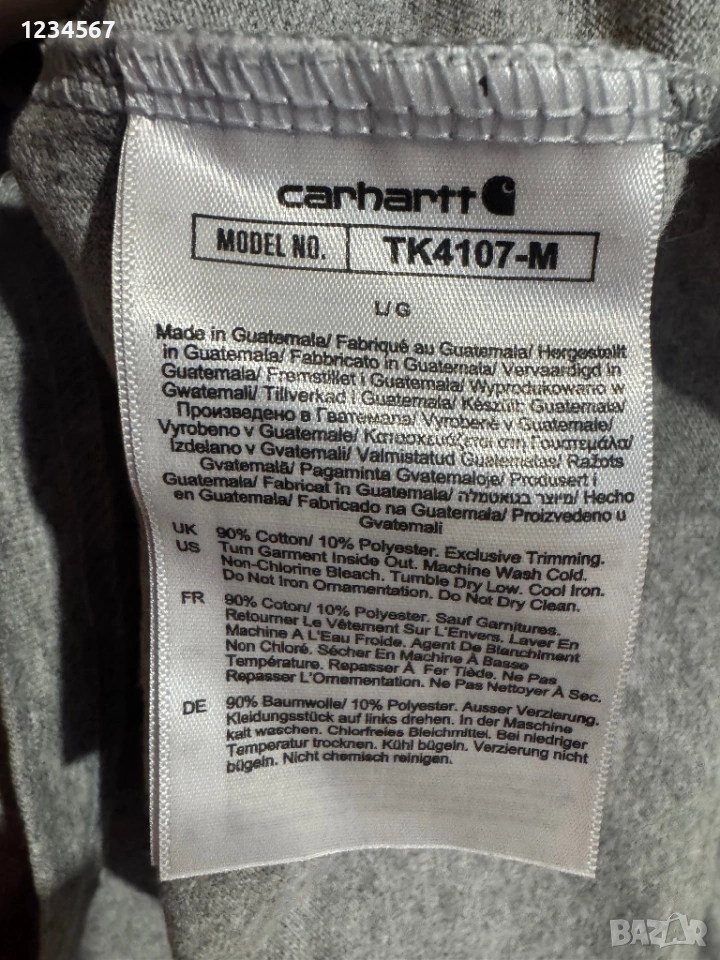 1234567
1
carhartt
MODEL NO. TK4107-M
L/G
Made in Guatemala/ Fabriqué au Guatemala/ Hergestellt
in Guatemala/ Fabbricato in Guatemala/ Vervaardigd in
Guatemala/ Fremstillet i Guatemala/ Wyprodukowano w
Gwatemali/ Tillverkad i Guatemala/ Készült: Guatemala/
Произведено в Гватемала/ Vyrobené v Guatemale/
Vyrobeno v Guatemale/ Κατασκευάζεται στη Γουατεμάλα/
Izdelano v Gvatemali/ Valmistatud Guatemalas/ Ražots
Gvatemalā/ Pagaminta Gvatemaloje/ Produsert i
Guatemala/ Fabricat în Guatemala/ מיוצר בגואטמלה/ Hecho
en Guatemala/ Fabricado na Guatemala/ Proizvedeno u
Gvatemali
UK 90% Cotton/ 10% Polyester. Exclusive Trimming.
US Turn Garment Inside Out. Machine Wash Cold.
Non-Chlorine Bleach. Tumble Dry Low. Cool Iron.
Do Not Iron Ornamentation. Do Not Dry Clean.
FR 90% Coton/ 10% Polyester. Sauf Garnitures.
Retourner Le Vêtement Sur L'Envers. Laver En
Machine A L'Eau Froide. Agent De Blanchiment
Non Chloré. Sécher En Machine À Basse
Température. Repasser À Fer Tiède. Ne Pas
Repasser L'Ornementation. Ne Pas Nettoyer À Sec.
DE 90% Baumwolle/ 10% Polyester. Ausser Verzierung.
Kleidungsstück auf links drehen. In der Maschine
kalt waschen. Chlorfreies Bleichmittel. Bei niedriger
Temperatur trocknen. Kühl bügeln. Verzierung nicht
bügeln. Nicht chemisch reinigen.
BAZAR